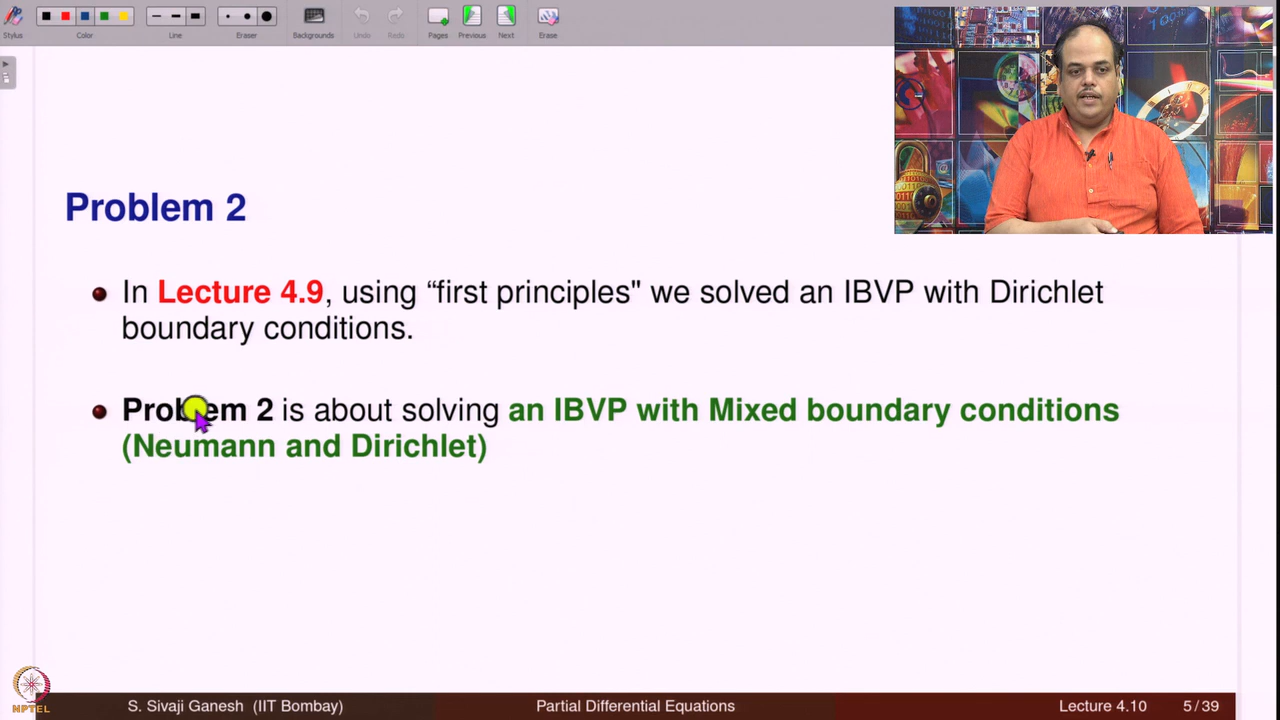 Stylus
Color
Line
Eraser
Backgrounds
Undo
Redo
Pages
Previous
Next
Erase
Problem 2
In Lecture 4.9, using “first principles" we solved an IBVP with Dirichlet
boundary conditions.
Problem 2 is about solving an IBVP with Mixed boundary conditions
(Neumann and Dirichlet)
NPTEL
S. Sivaji Ganesh (IIT Bombay)
Partial Differential Equations
Lecture 4.10
5 / 39